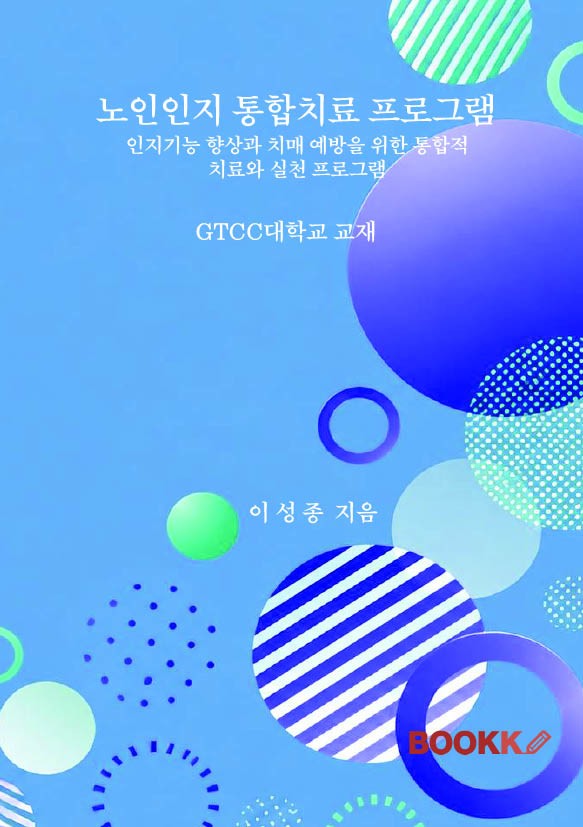 노인인지 통합치료 프로그램
인지기능 향상과 치매 예방을 위한 통합적
치료와 실천 프로그램
GTCC대학교 교재
이 성 종 지음
BOOKK